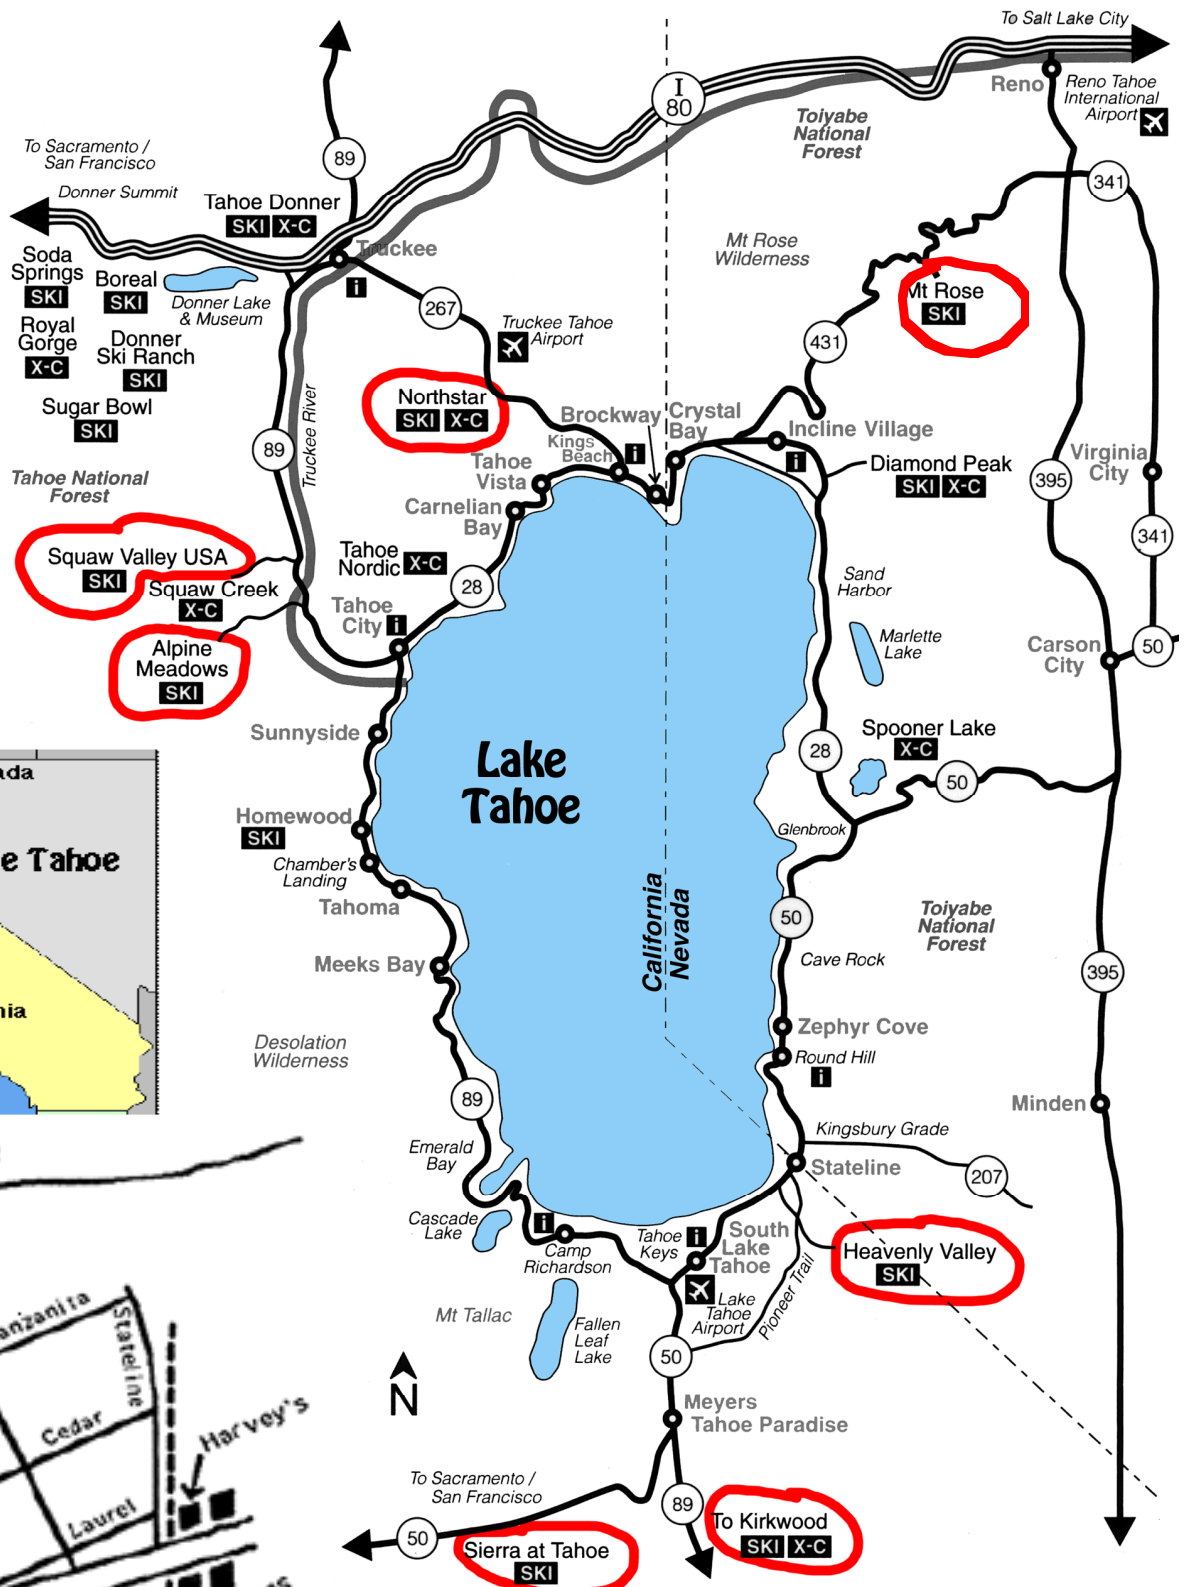 To Salt Lake City
I
80
Reno
Reno Tahoe
International
Airport
Toiyabe
National
Forest
To Sacramento /
San Francisco
89
Donner Summit
Tahoe Donner
SKI X-C
341
Truckee
Mt Rose
Wilderness
Soda
Springs
SKI
Boreal
SKI
Donner Lake
& Museum
i
267
Mt Rose
SKI
Royal
Gorge
X-C
Donner
Ski Ranch
SKI
Truckee Tahoe
Airport
431
Sugar Bowl
SKI
Truckee River
Northstar
SKI X-C
Brockway
Crystal
Bay
Incline Village
i
89
Kings
Beach
i
Tahoe
Vista
Diamond Peak
SKI X-C
Virginia
City
395
Tahoe National
Forest
Carnelian
Bay
341
Squaw Valley USA
SKI
Tahoe
Nordic
X-C
28
Sand
Harbor
Squaw Creek
X-C
Tahoe
City
i
Marlette
Lake
Carson
City
50
Alpine
Meadows
SKI
Sunnyside
Lake
Tahoe
28
Spooner Lake
X-C
50
ada
Homewood
SKI
Glenbrook
e Tahoe
Chamber's
Landing
Tahoma
California
Nevada
50
Toiyabe
National
Forest
Meeks Bay
Cave Rock
395
nia
Zephyr Cove
Desolation
Wilderness
Round Hill
i
89
Minden
Emerald
Bay
Kingsbury Grade
Stateline
207
Cascade
Lake
i
Camp
Richardson
Tahoe
Keys
i
South
Lake
Tahoe
Heavenly Valley
SKI
Pioneer Trail
Lake
Tahoe
Airport
Mt Tallac
Fallen
Leaf
Lake
50
N
anzanita
Stateline
Meyers
Tahoe Paradise
Cedar
Harvey's
To Sacramento /
San Francisco
Laurel
89
To Kirkwood
SKI X-C
50
Sierra at Tahoe
SKI